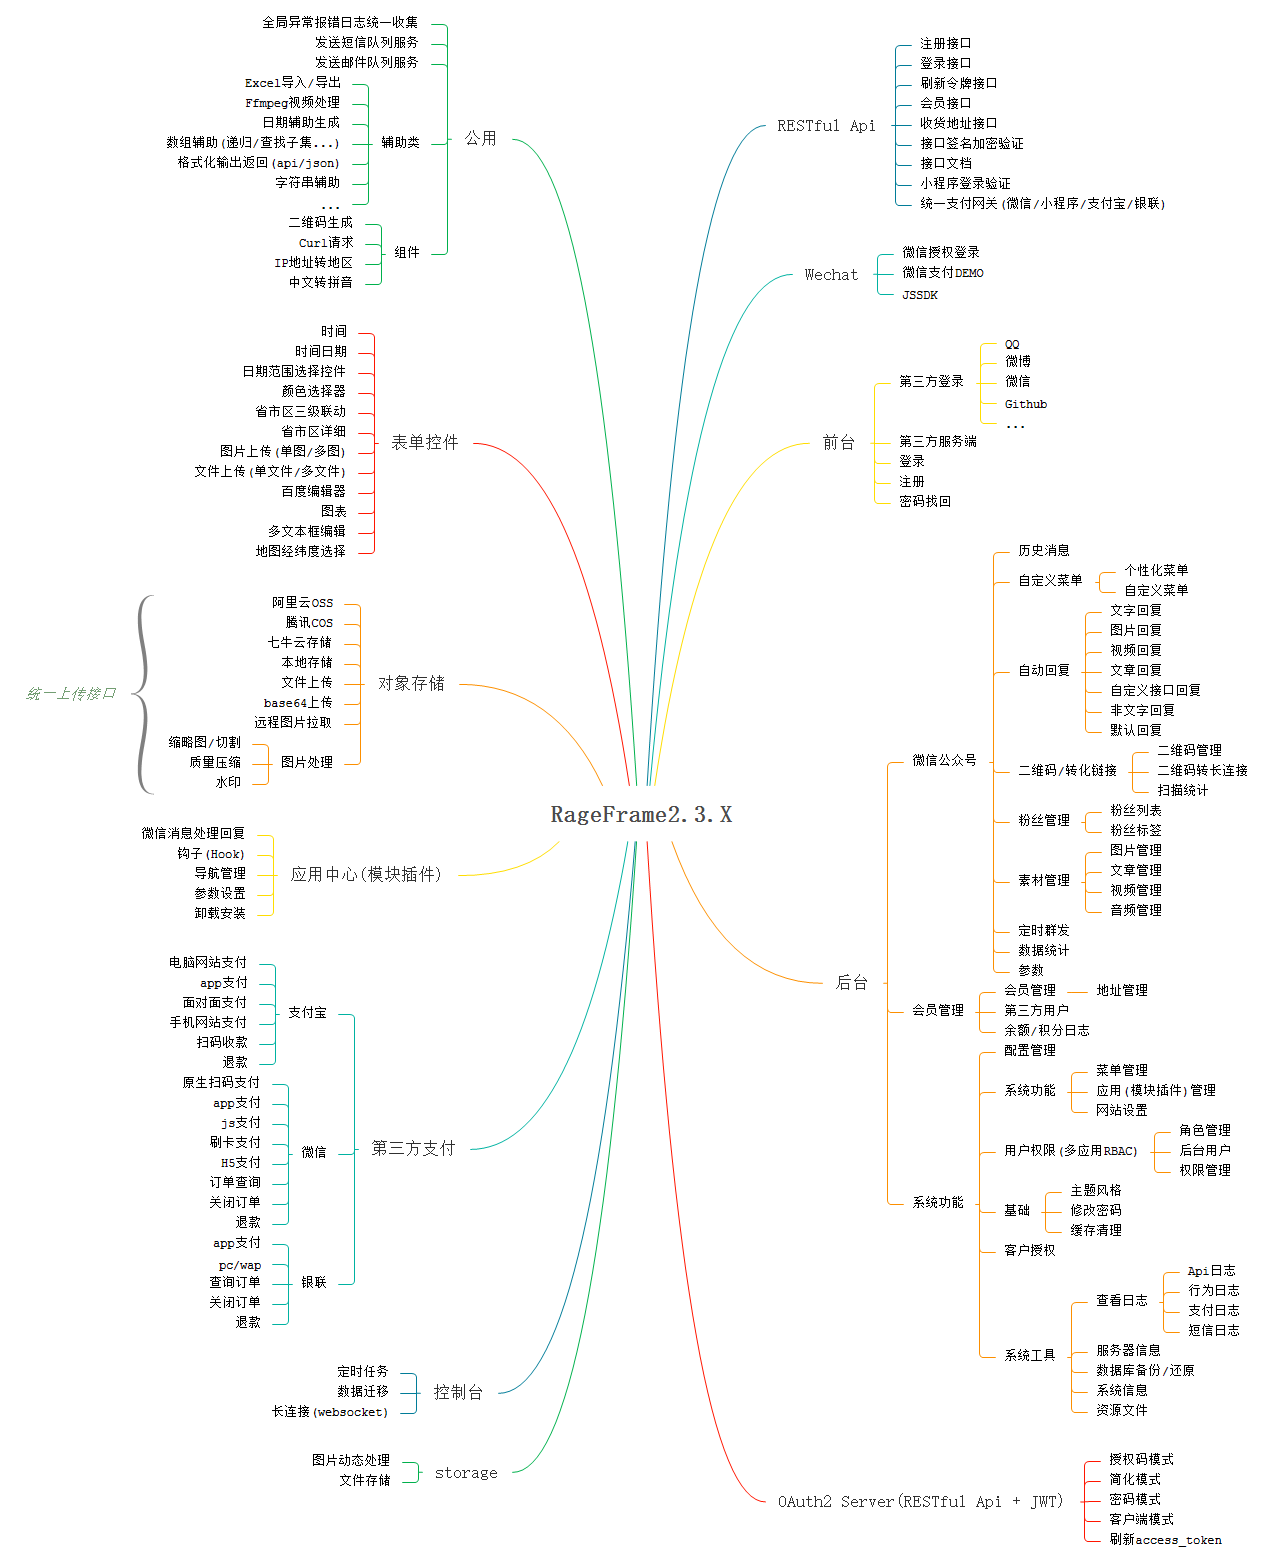 RageFrame2.3.X
公用
全局异常报错日志统一收集
发送短信队列服务
发送邮件队列服务
辅助类
Excel导入/导出
Ffmpeg视频处理
日期辅助生成
数组辅助(递归/查找子集...)
格式化输出返回(api/json)
字符串辅助
...
组件
二维码生成
Curl请求
IP地址转地区
中文转拼音
表单控件
时间
时间日期
日期范围选择控件
颜色选择器
省市区三级联动
省市区详细
图片上传(单图/多图)
文件上传(单文件/多文件)
百度编辑器
图表
多文本框编辑
地图经纬度选择
对象存储
阿里云OSS
腾讯COS
七牛云存储
本地存储
文件上传
base64上传
远程图片拉取
图片处理
缩略图/切割
质量压缩
水印
统一上传接口
应用中心(模块插件)
微信消息处理回复
钩子(Hook)
导航管理
参数设置
卸载安装
第三方支付
支付宝
电脑网站支付
app支付
面对面支付
手机网站支付
扫码收款
退款
微信
原生扫码支付
app支付
js支付
刷卡支付
H5支付
订单查询
关闭订单
退款
银联
app支付
pc/wap
查询订单
关闭订单
退款
控制台
定时任务
数据迁移
长连接(websocket)
storage
图片动态处理
文件存储
RESTful Api
注册接口
登录接口
刷新令牌接口
会员接口
收货地址接口
接口签名加密验证
接口文档
小程序登录验证
统一支付网关(微信/小程序/支付宝/银联)
Wechat
微信授权登录
微信支付DEMO
JSSDK
前台
第三方登录
QQ
微博
微信
Github
...
第三方服务端
登录
注册
密码找回
后台
微信公众号
历史消息
自定义菜单
个性化菜单
自定义菜单
自动回复
文字回复
图片回复
视频回复
文章回复
自定义接口回复
非文字回复
默认回复
二维码/转化链接
二维码管理
二维码转长连接
扫描统计
粉丝管理
粉丝列表
粉丝标签
素材管理
图片管理
文章管理
视频管理
音频管理
定时群发
数据统计
参数
会员管理
会员管理
地址管理
第三方用户
余额/积分日志
系统功能
配置管理
系统功能
菜单管理
应用(模块插件)管理
网站设置
用户权限(多应用RBAC)
角色管理
后台用户
权限管理
基础
主题风格
修改密码
缓存清理
客户授权
系统工具
查看日志
Api日志
行为日志
支付日志
短信日志
服务器信息
数据库备份/还原
系统信息
资源文件
OAuth2 Server(RESTful Api + JWT)
授权码模式
简化模式
密码模式
客户端模式
刷新access_token